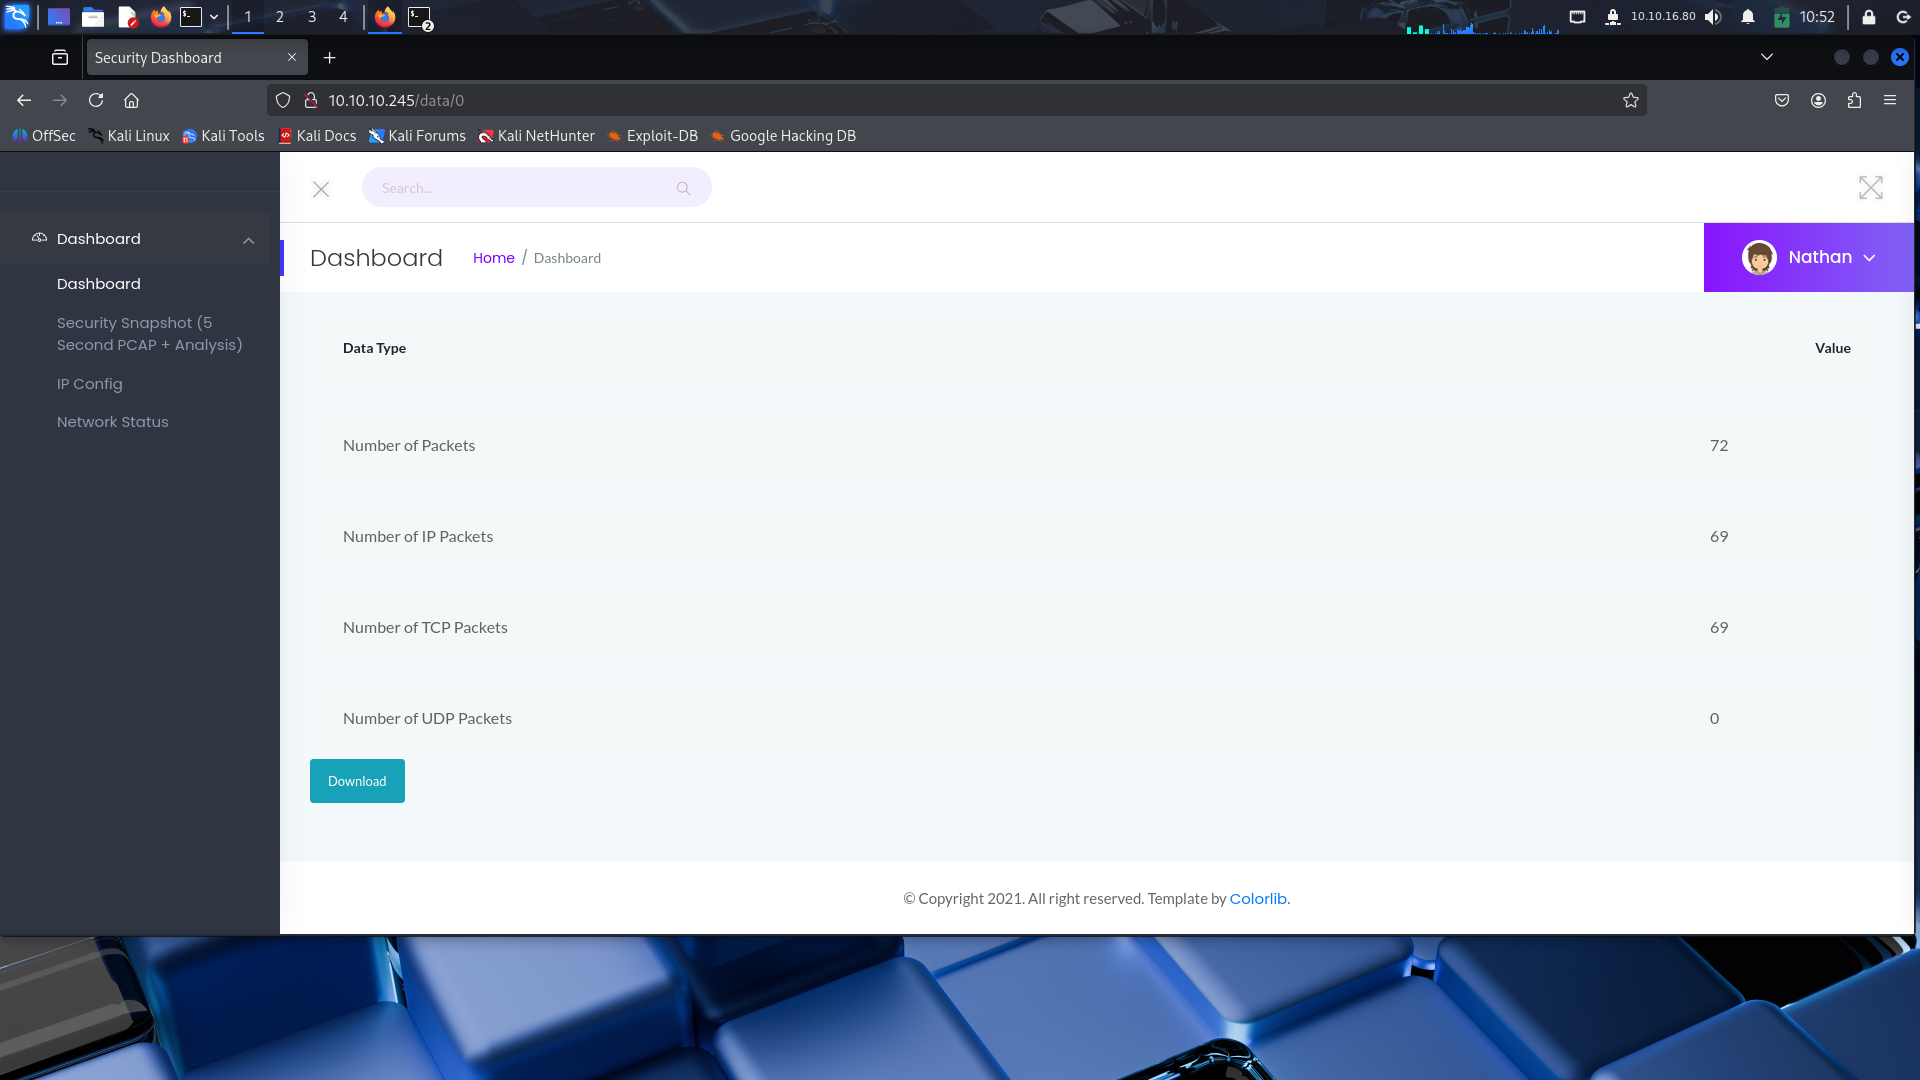 1 2 3 4 2 10.10.16.80 10:52
Security Dashboard
10.10.10.245/data/0
OffSec Kali Linux Kali Tools Kali Docs Kali Forums Kali NetHunter Exploit-DB Google Hacking DB
Search...
Dashboard
Dashboard
Security Snapshot (5
Second PCAP + Analysis)
IP Config
Network Status
Dashboard Home / Dashboard Nathan
Data Type Value
Number of Packets 72
Number of IP Packets 69
Number of TCP Packets 69
Number of UDP Packets 0
Download
© Copyright 2021. All right reserved. Template by Colorlib.